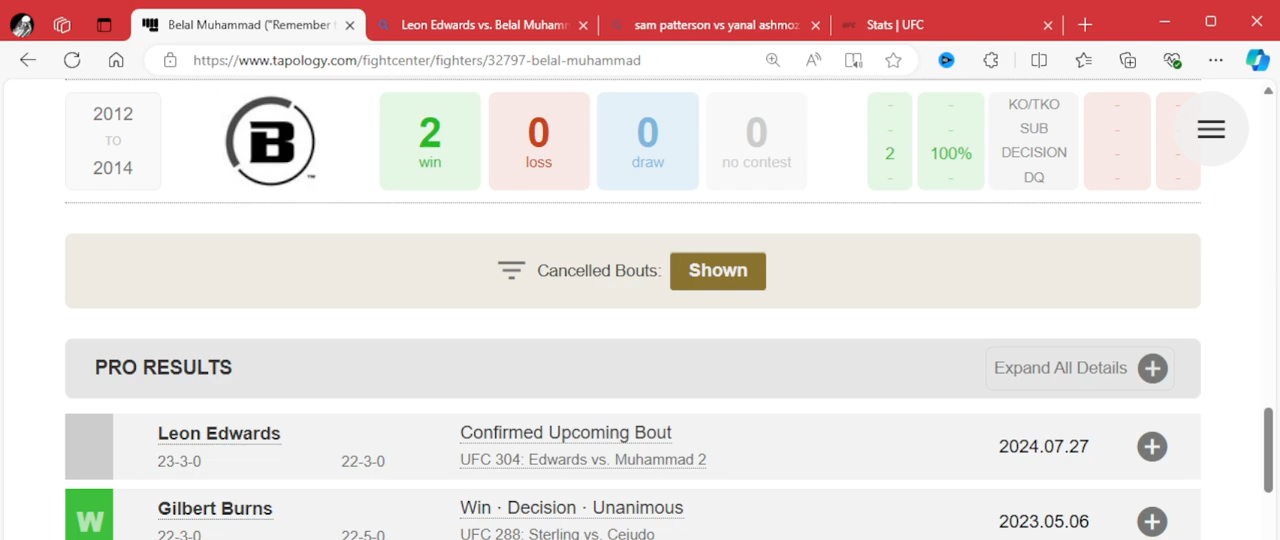 Belal Muhammad ("Remember t
Leon Edwards vs. Belal Muhamm
sam patterson vs yanal ashmoz
Stats | UFC
https://www.tapology.com/fightcenter/fighters/32797-belal-muhammad
2012
TO
2014
B
™
2
win
0
loss
0
draw
0
no contest
- - KO/TKO - -
- - SUB - -
2 100% DECISION - -
- - DQ - -
Cancelled Bouts: Shown
PRO RESULTS
Expand All Details
Leon Edwards Confirmed Upcoming Bout 2024.07.27
23-3-0 22-3-0 UFC 304: Edwards vs. Muhammad 2
W
Gilbert Burns Win · Decision · Unanimous 2023.05.06
22-3-0 22-5-0 UFC 288: Sterling vs. Cejudo